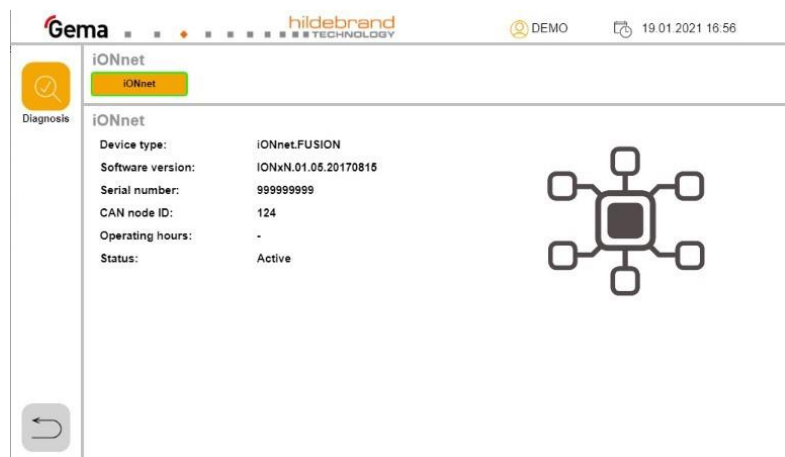 Gema hildebrand TECHNOLOGY DEMO 19.01.2021 16:56
Diagnosis
iONnet
iONnet
iONnet
Device type: iONnet.FUSION
Software version: IONxN.01.05.20170815
Serial number: 999999999
CAN node ID: 124
Operating hours: -
Status: Active